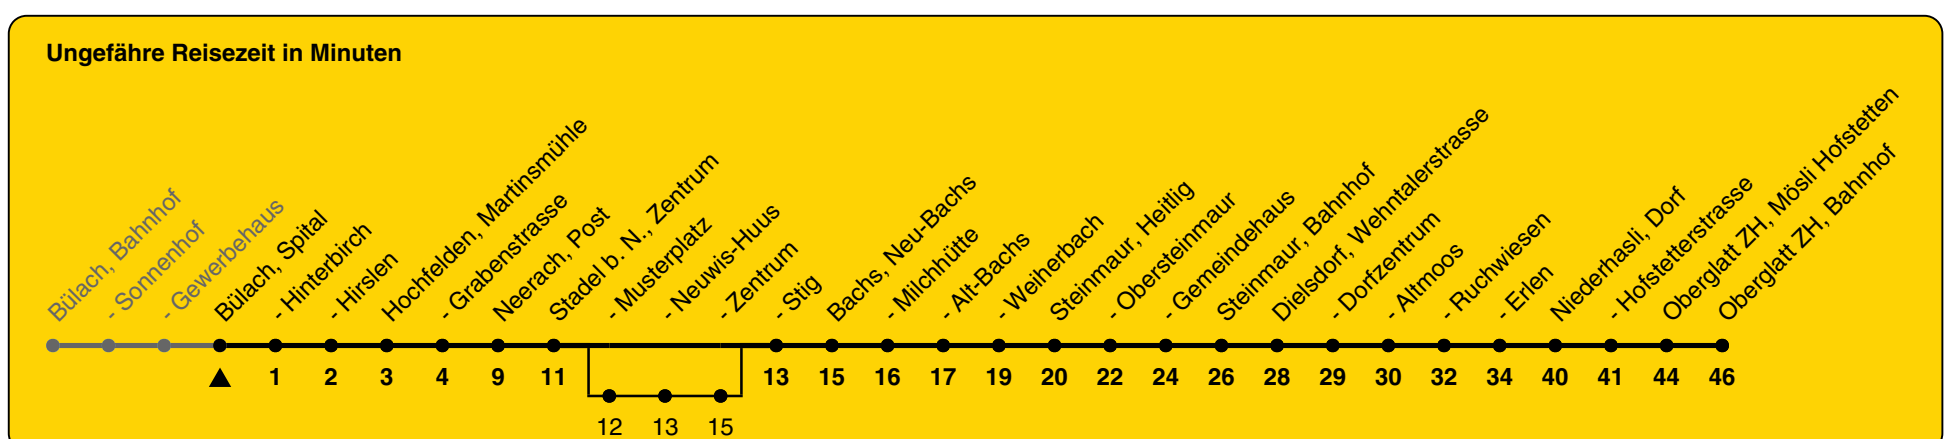 Ungefähre Reisezeit in Minuten
Bülach, Bahnhof
- Sonnenhof
- Gewerbehaus
Bülach, Spital
- Hinterbirch
- Hirslen
Hochfelden, Martinsmühle
- Grabenstrasse
Neerach, Post
Stadel b. N., Zentrum
- Musterplatz
- Neuwis-Huus
- Zentrum
- Stig
Bachs, Neu-Bachs
- Milchhütte
- Alt-Bachs
- Weiherbach
Steinmaur, Heitlig
- Obersteinmaur
- Gemeindehaus
Steinmaur, Bahnhof
Dielsdorf, Wehntalerstrasse
- Dorfzentrum
- Altmoos
- Ruchwiesen
- Erlen
Niederhasli, Dorf
- Hofstetterstrasse
Oberglatt ZH, Mösli Hofstetten
Oberglatt ZH, Bahnhof
1 2 3 4 9 11 13 15 16 17 19 20 22 24 26 28 29 30 32 34 40 41 44 46
12 13 15